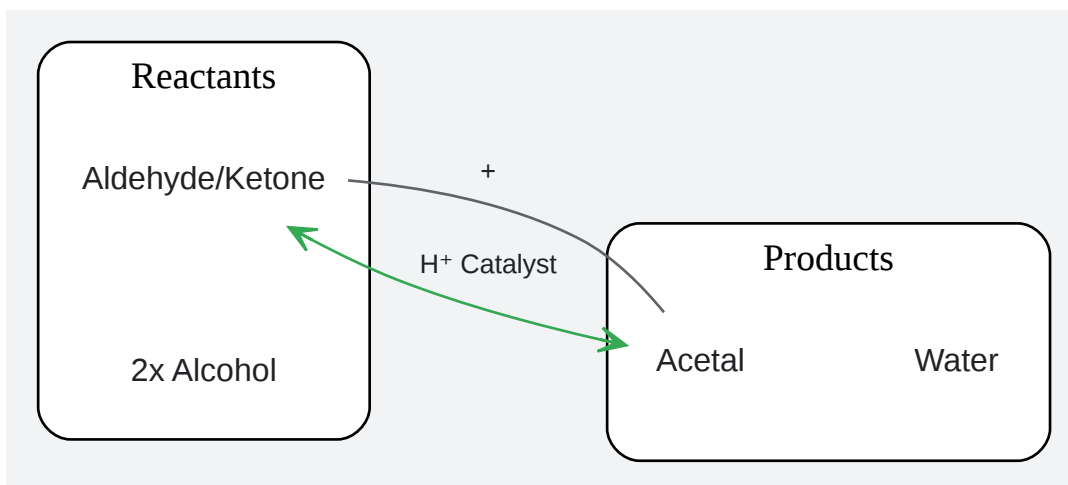 Reactants
Aldehyde/Ketone
2x Alcohol
+
H⁺ Catalyst
Products
Acetal
Water